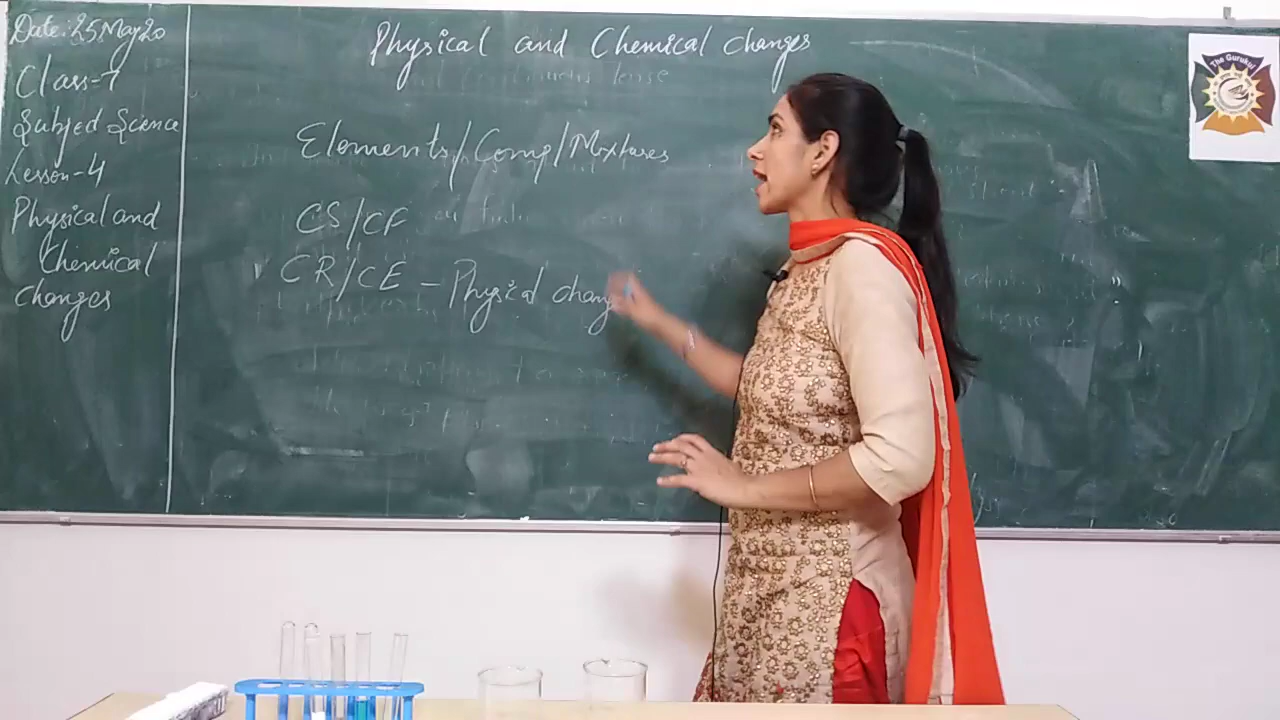 Date: 25 May 20
Class-7
Subject Science
Lesson-4
Physical and
Chemical
Changes
Physical and Chemical changes
Elements/Comp/Mixtures
CS/CF
CR/CE - Physical chang
The Gurukul